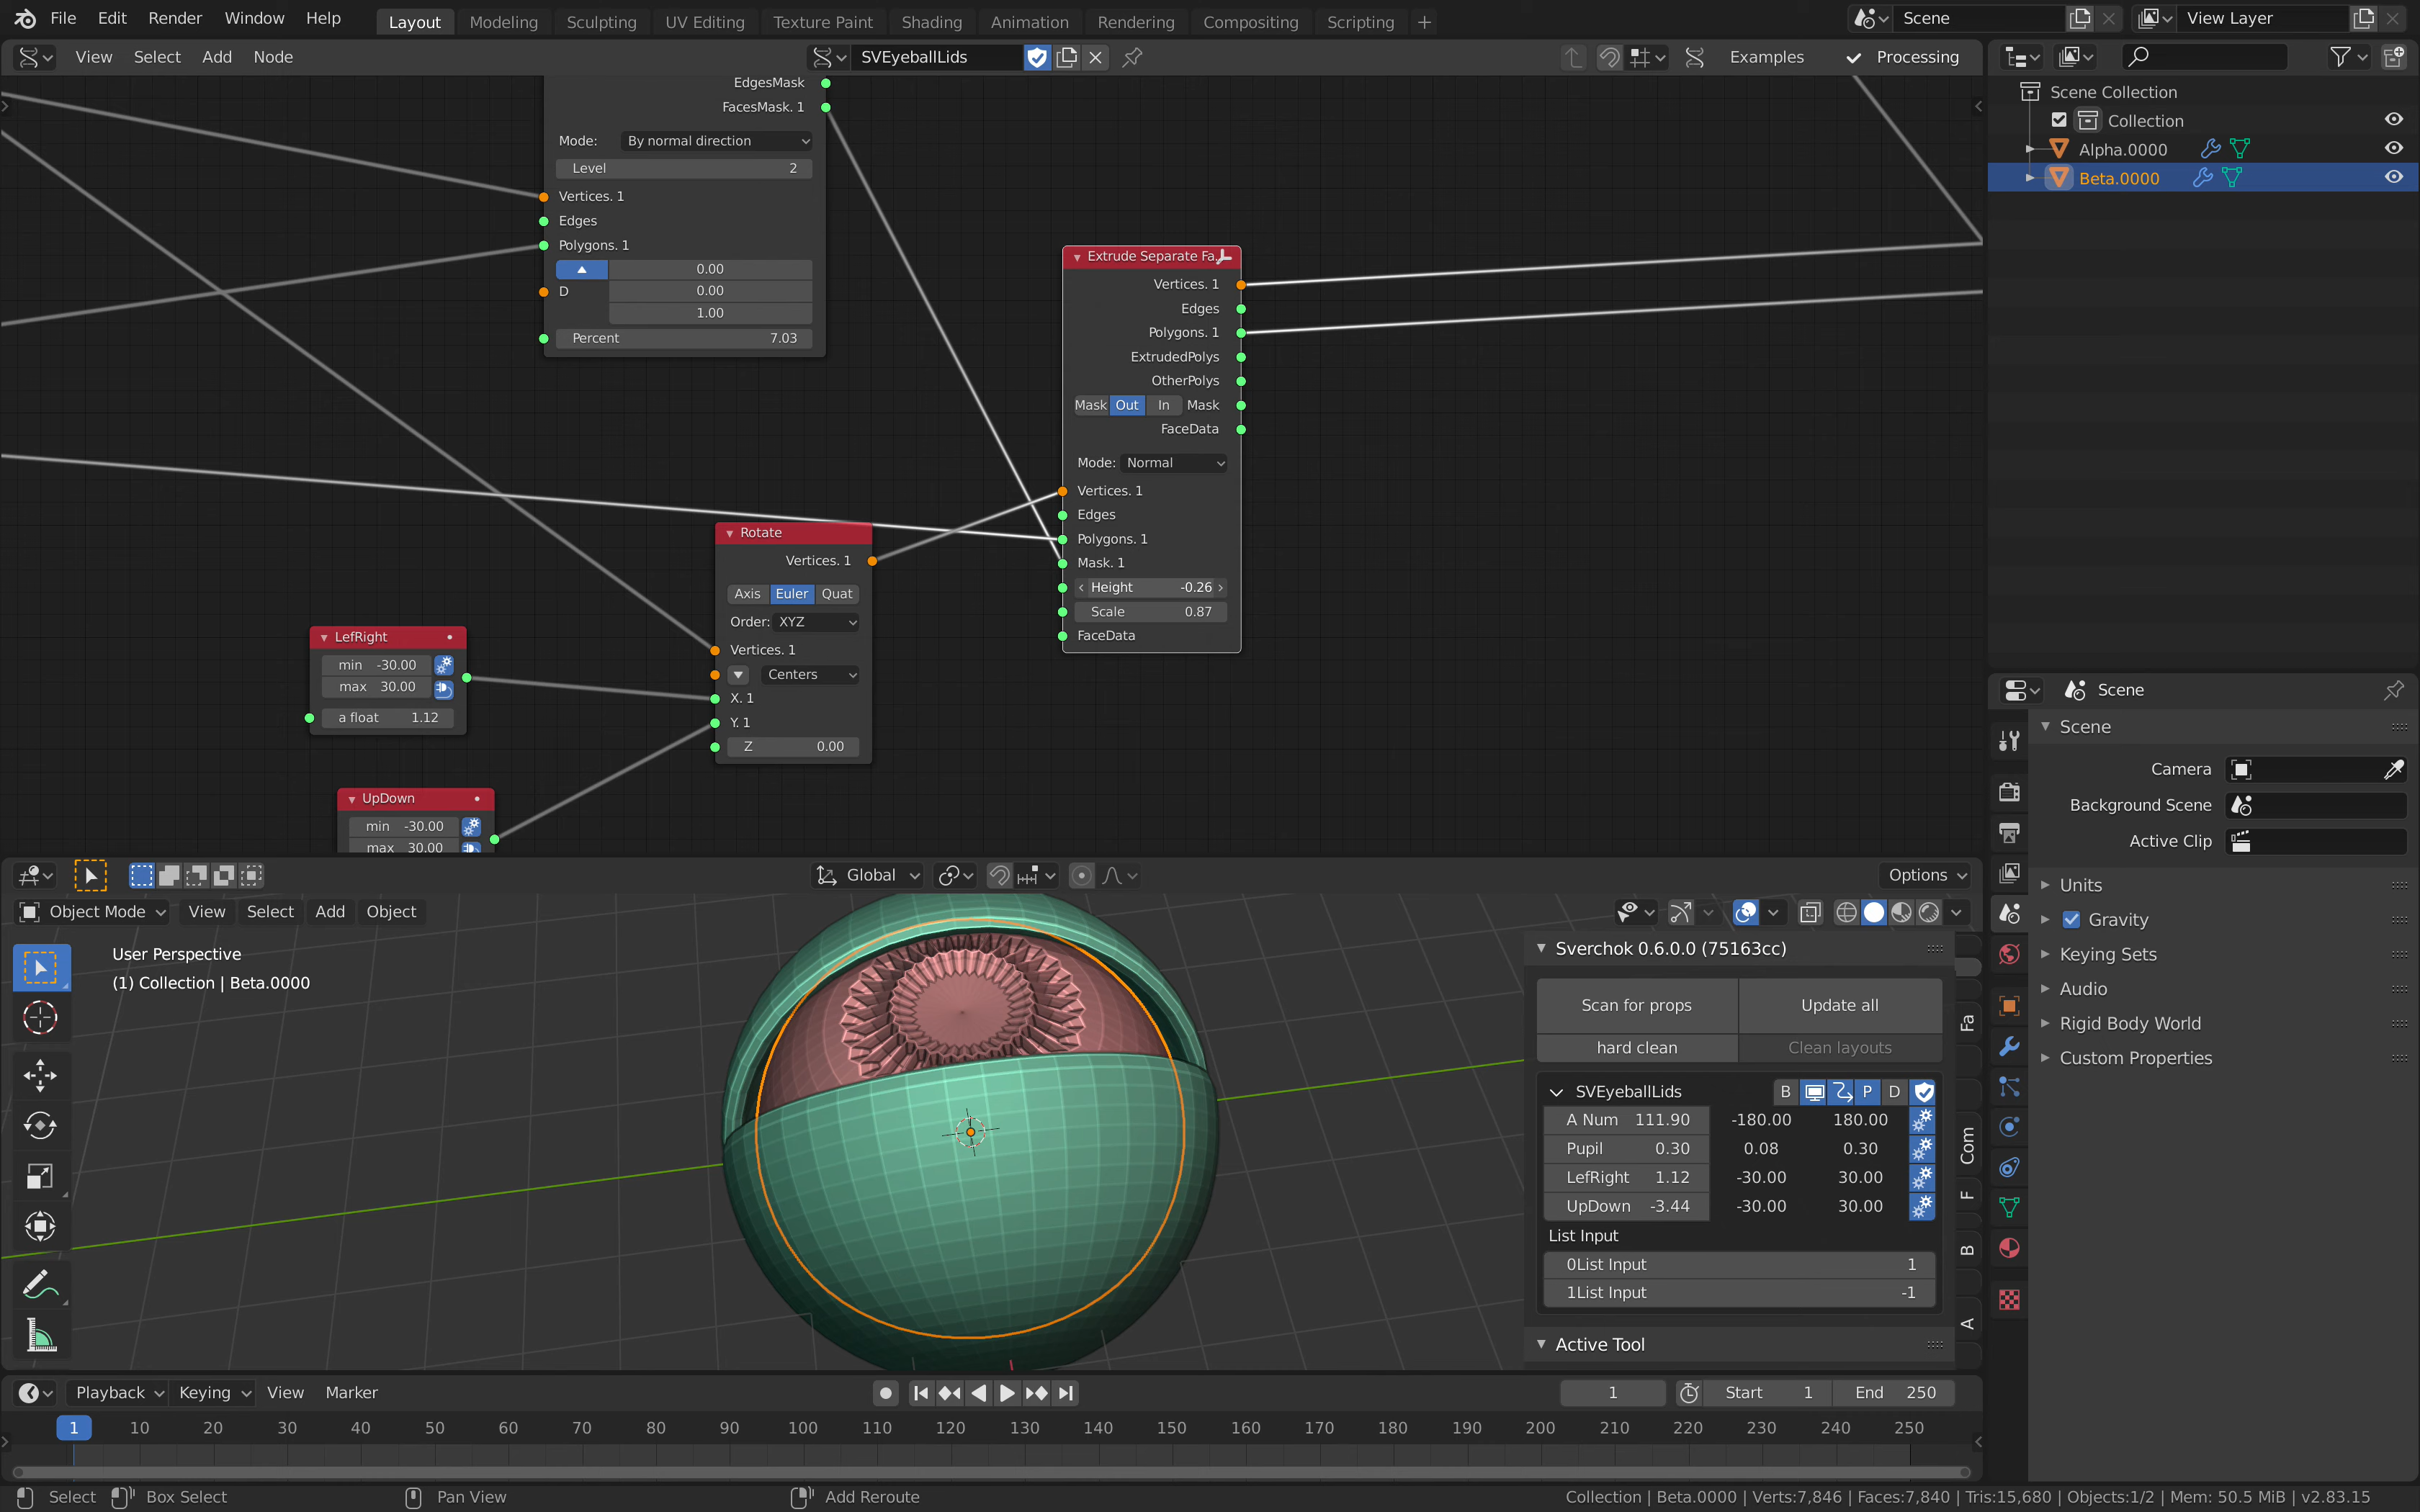 File Edit Render Window Help Layout Modeling Sculpting UV Editing Texture Paint Shading Animation Rendering Compositing Scripting + Scene View Layer
View Select Add Node SVEyeballLids Examples Processing
EdgesMask
FacesMask. 1
Mode: By normal direction
Level 2
Vertices. 1
Edges
Polygons. 1
0.00
D 0.00
1.00
Percent 7.03
Extrude Separate Fa
Vertices. 1
Edges
Polygons. 1
ExtrudedPolys
OtherPolys
Mask Out In Mask
FaceData
Mode: Normal
Vertices. 1
Edges
Polygons. 1
Mask. 1
Height -0.26
Scale 0.87
FaceData
Rotate
Vertices. 1
Axis Euler Quat
Order: XYZ
Vertices. 1
Centers
X. 1
Y. 1
Z 0.00
LefRight
min -30.00
max 30.00
a float 1.12
UpDown
min -30.00
max 30.00
Scene Collection
Collection
Alpha.0000
Beta.0000
Scene
Scene
Camera
Background Scene
Active Clip
Units
Gravity
Keying Sets
Audio
Rigid Body World
Custom Properties
Global Options
Object Mode View Select Add Object
User Perspective
(1) Collection | Beta.0000
Sverchok 0.6.0.0 (75163cc)
Scan for props Update all
hard clean Clean layouts
SVEyeballLids B P D
A Num 111.90 -180.00 180.00
Pupil 0.30 0.08 0.30
LefRight 1.12 -30.00 30.00
UpDown -3.44 -30.00 30.00
List Input
0List Input 1
1List Input -1
Active Tool
Fa
Com
F
B
A
Playback Keying View Marker 1 Start 1 End 250
1 10 20 30 40 50 60 70 80 90 100 110 120 130 140 150 160 170 180 190 200 210 220 230 240 250
Select Box Select Pan View Add Reroute Collection | Beta.0000 | Verts:7,846 | Faces:7,840 | Tris:15,680 | Objects:1/2 | Mem: 50.5 MiB | v2.83.15